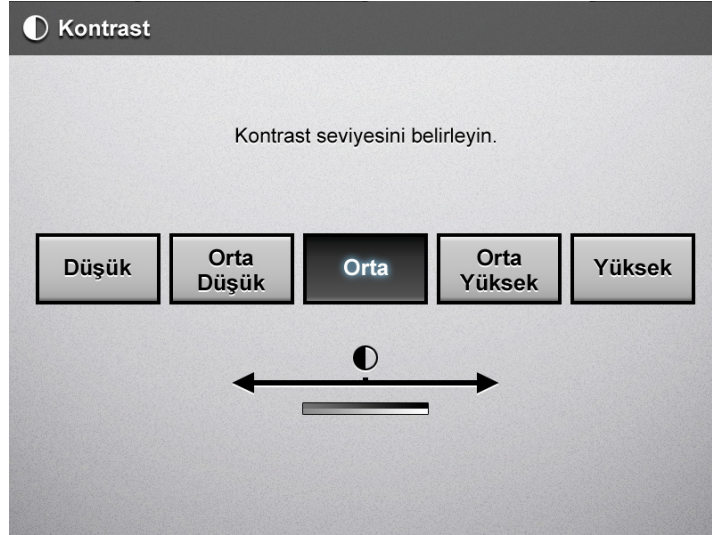 Kontrast
Kontrast seviyesini belirleyin.
Düşük
Orta
Düşük
Orta
Orta
Yüksek
Yüksek